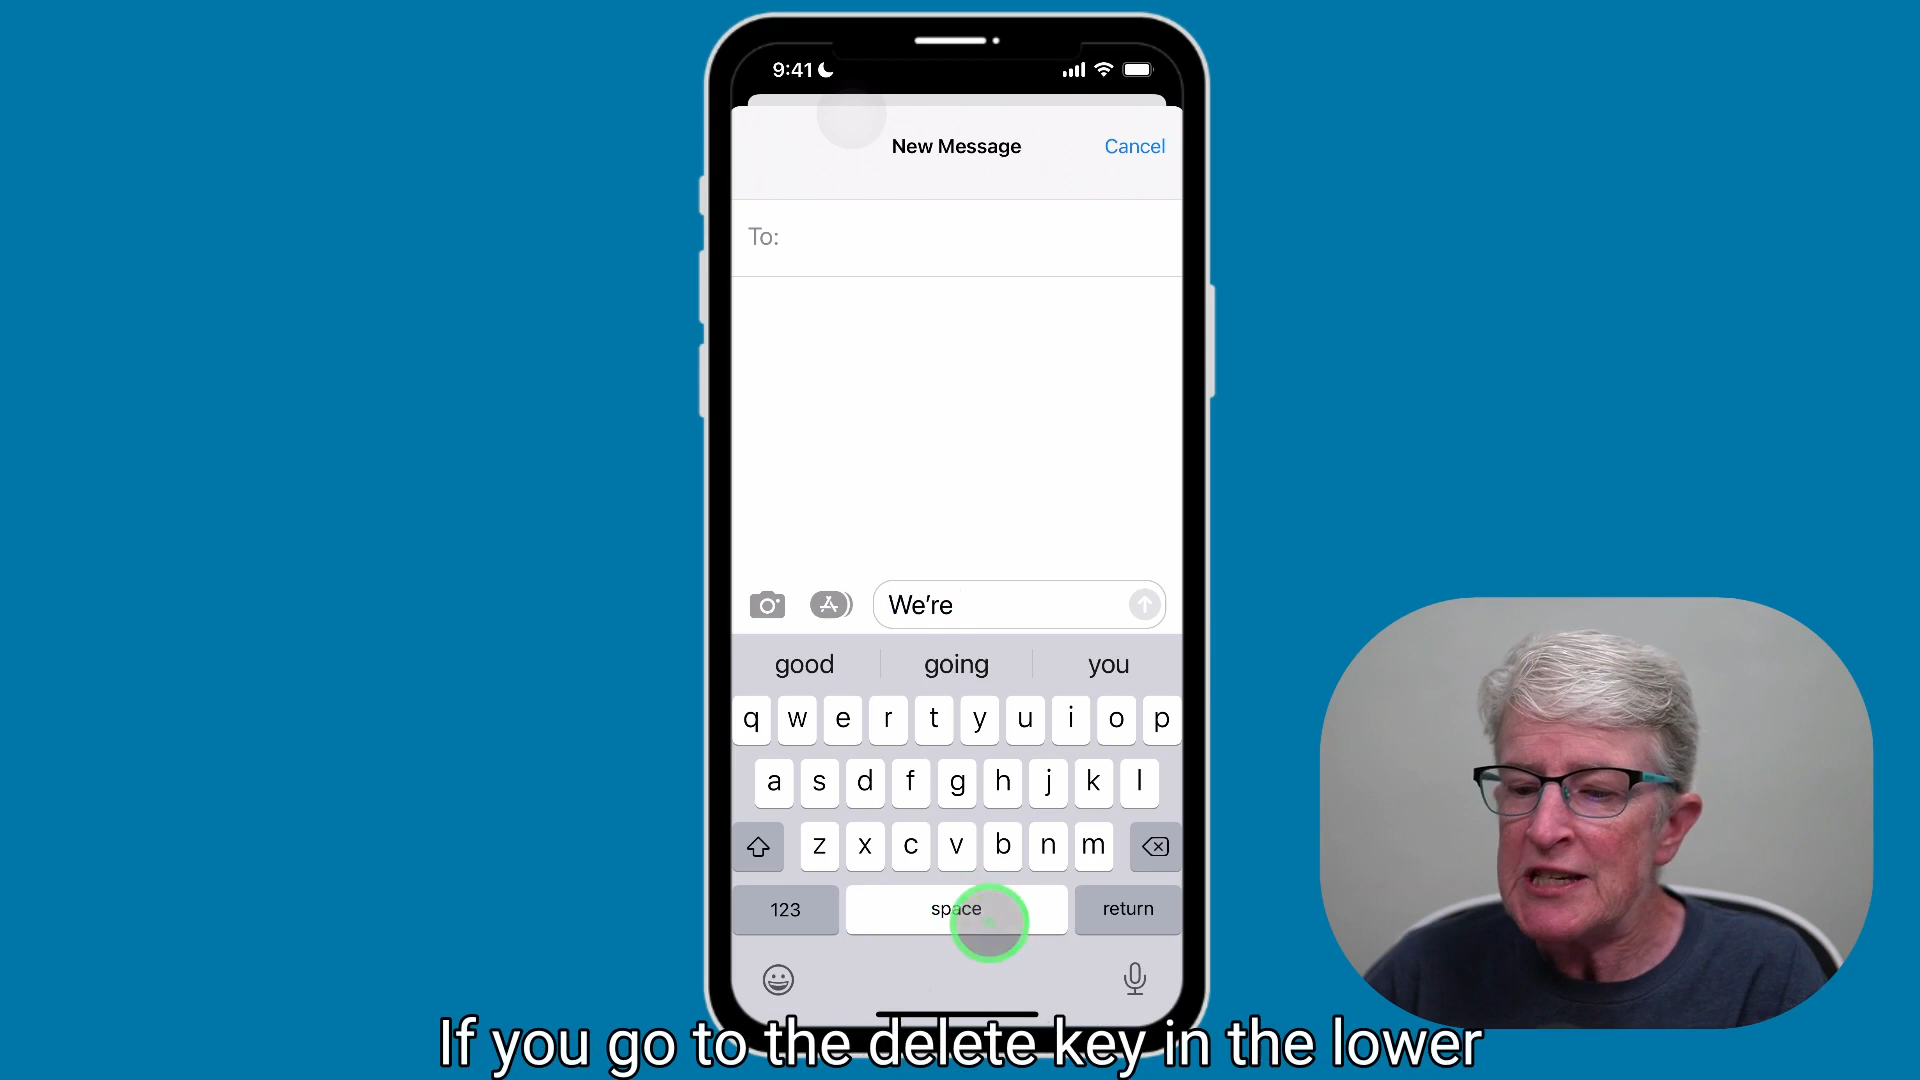 9:41
New Message Cancel
To:
We're
good going you
q w e r t y u i o p
a s d f g h j k l
z x c v b n m
123 space return
If you go to the delete key in the lower